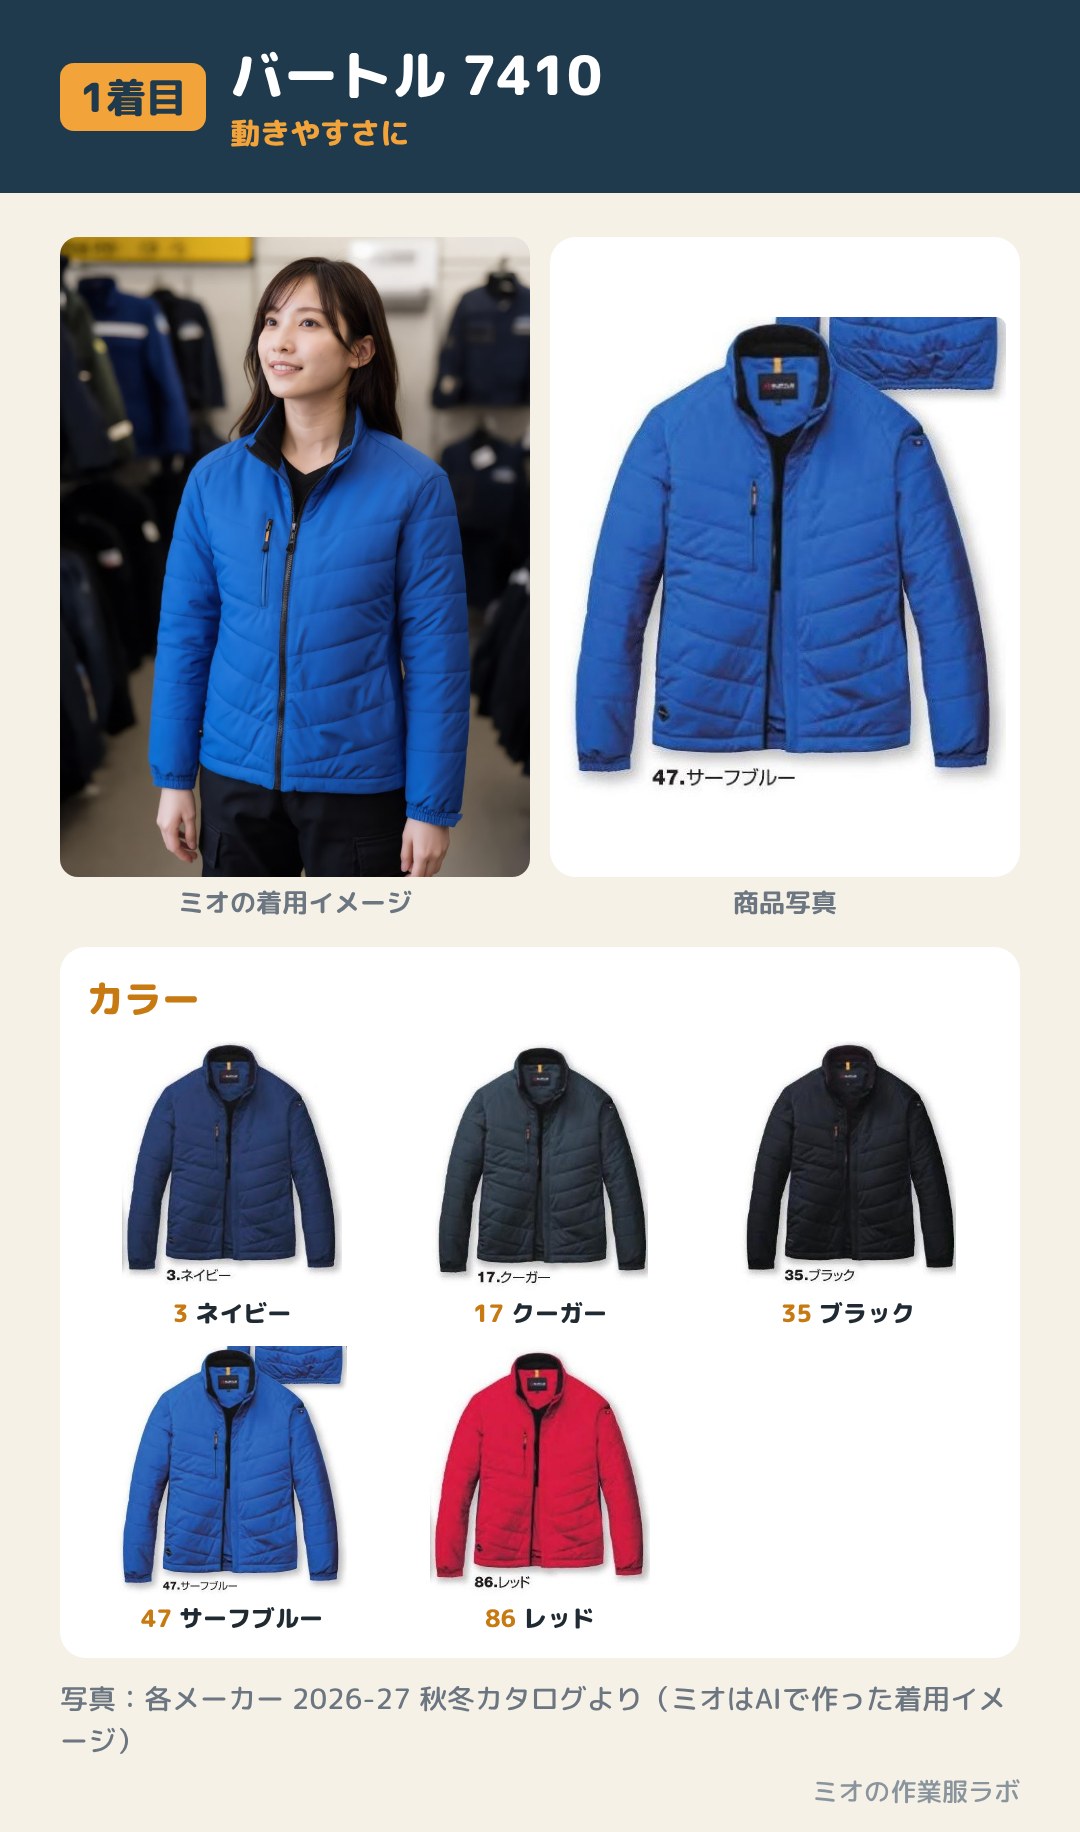 1着目
バートル 7410
動きやすさに
47.サーフブルー
ミオの着用イメージ
商品写真
カラー
3.ネイビー
17.クーガー
35.ブラック
3 ネイビー
17 クーガー
35 ブラック
47.サーフブルー
86.レッド
47 サーフブルー
86 レッド
写真：各メーカー 2026-27 秋冬カタログより（ミオはAIで作った着用イメ
ージ）
ミオの作業服ラボ